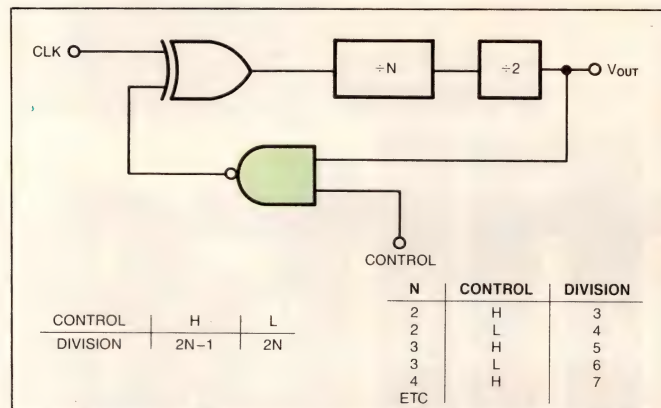 CLK
÷N
÷2
VOUT
CONTROL
CONTROL H L
DIVISION 2N–1 2N
N CONTROL DIVISION
2 H 3
2 L 4
3 H 5
3 L 6
4 H 7
ETC